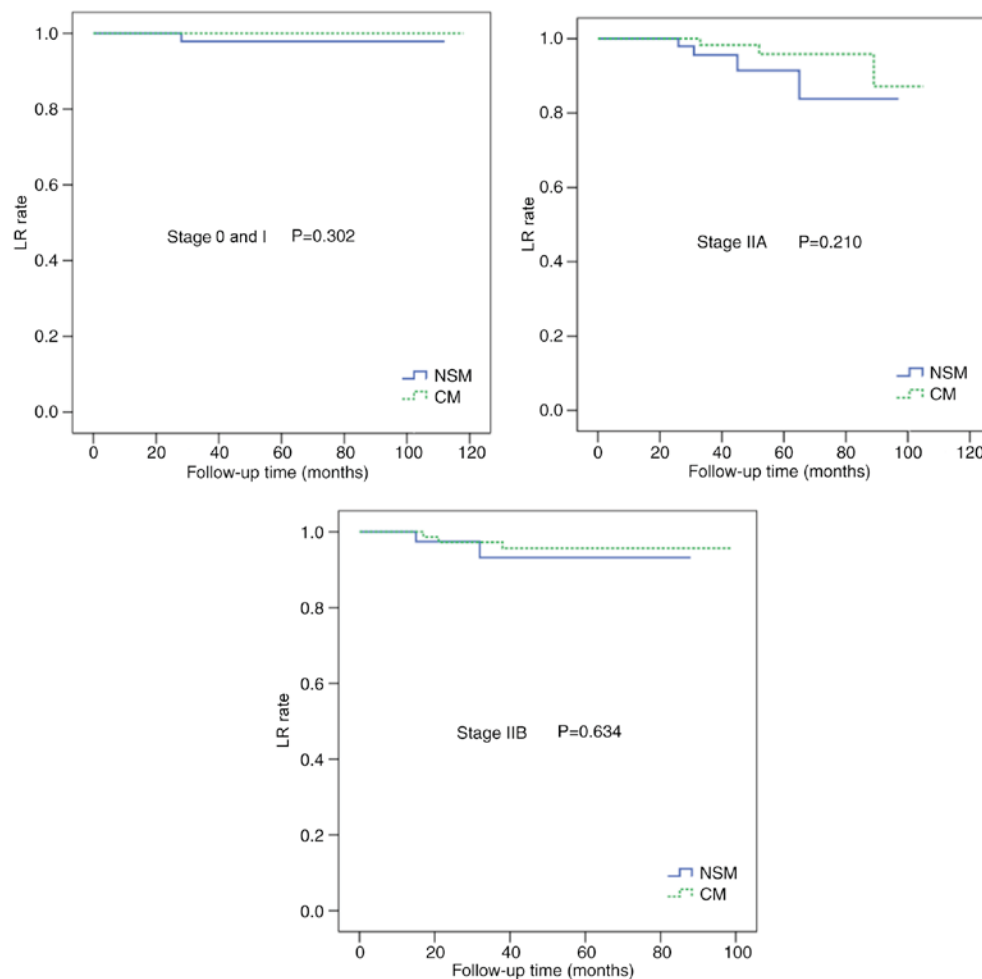 1.0
0.8
0.6
0.4
0.2
0.0
LR rate
Stage 0 and I P=0.302
NSM
CM
0 20 40 60 80 100 120
Follow-up time (months)
1.0
0.8
0.6
0.4
0.2
0.0
LR rate
Stage IIA P=0.210
NSM
CM
0 20 40 60 80 100 120
Follow-up time (months)
1.0
0.8
0.6
0.4
0.2
0.0
LR rate
Stage IIB P=0.634
NSM
CM
0 20 40 60 80 100
Follow-up time (months)